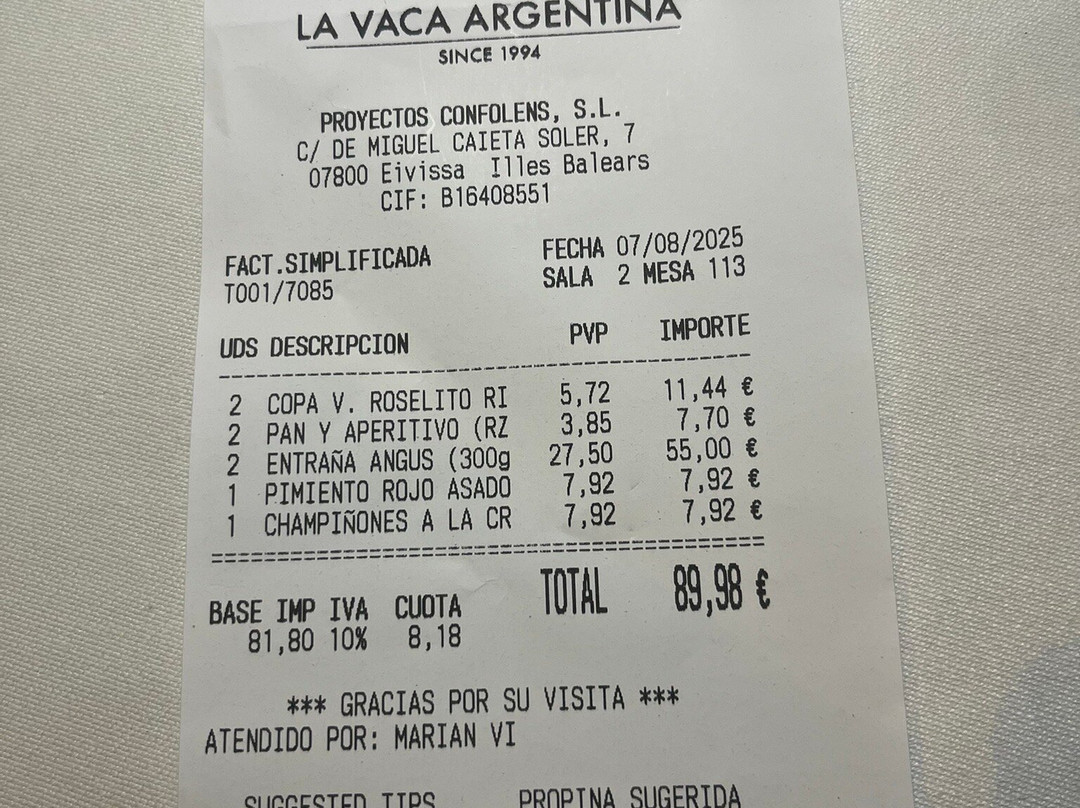 LA VACA ARGENTINA
SINCE 1994
PROYECTOS CONFOLENS, S.L.
C/ DE MIGUEL CAIETA SOLER, 7
07800 Eivissa Illes Balears
CIF: B16408551
FACT.SIMPLIFICADA FECHA 07/08/2025
T001/7085 SALA 2 MESA 113
UDS DESCRIPCION PVP IMPORTE
2 COPA V. ROSELITO RI 5,72 11,44 €
2 PAN Y APERITIVO (RZ 3,85 7,70 €
2 ENTRAÑA ANGUS (300g 27,50 55,00 €
1 PIMIENTO ROJO ASADO 7,92 7,92 €
1 CHAMPIÑONES A LA CR 7,92 7,92 €
TOTAL 89,98 €
BASE IMP IVA CUOTA
81,80 10% 8,18
*** GRACIAS POR SU VISITA ***
ATENDIDO POR: MARIAN VI
SUGGESTED TIPS PROPINA SUGERIDA